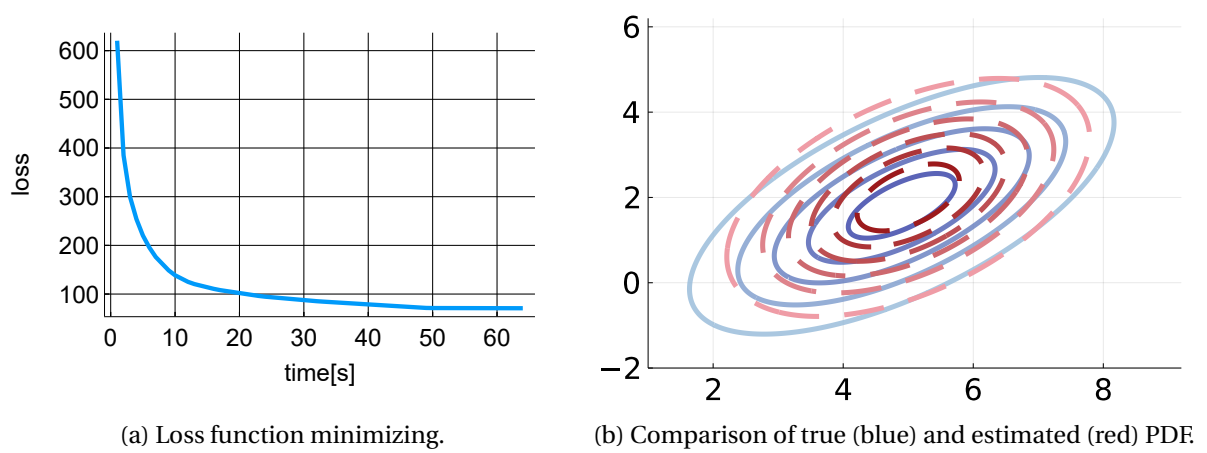 600
500
400
300
200
100
loss
0 10 20 30 40 50 60
time[s]
(a) Loss function minimizing.
6
4
2
0
−2
2 4 6 8
(b) Comparison of true (blue) and estimated (red) PDF.